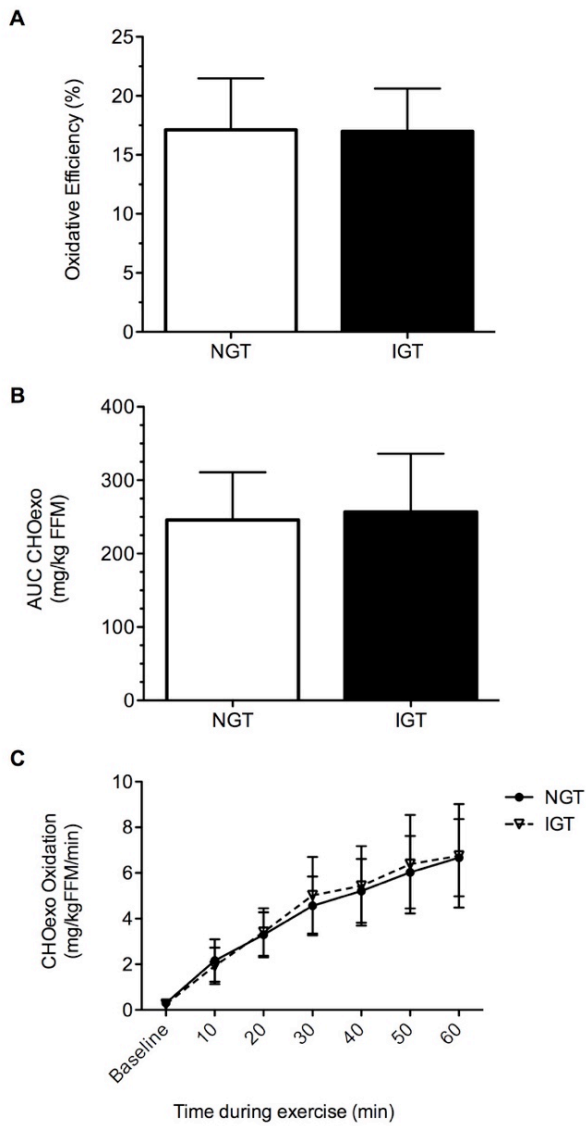 A
Oxidative Efficiency (%)
25
20
15
10
5
0
NGT
IGT
B
AUC CHOexo
(mg/kg FFM)
400
300
200
100
0
NGT
IGT
C
CHOexo Oxidation
(mg/kgFFM/min)
10
8
6
4
2
0
NGT
IGT
Baseline
10
20
30
40
50
60
Time during exercise (min)